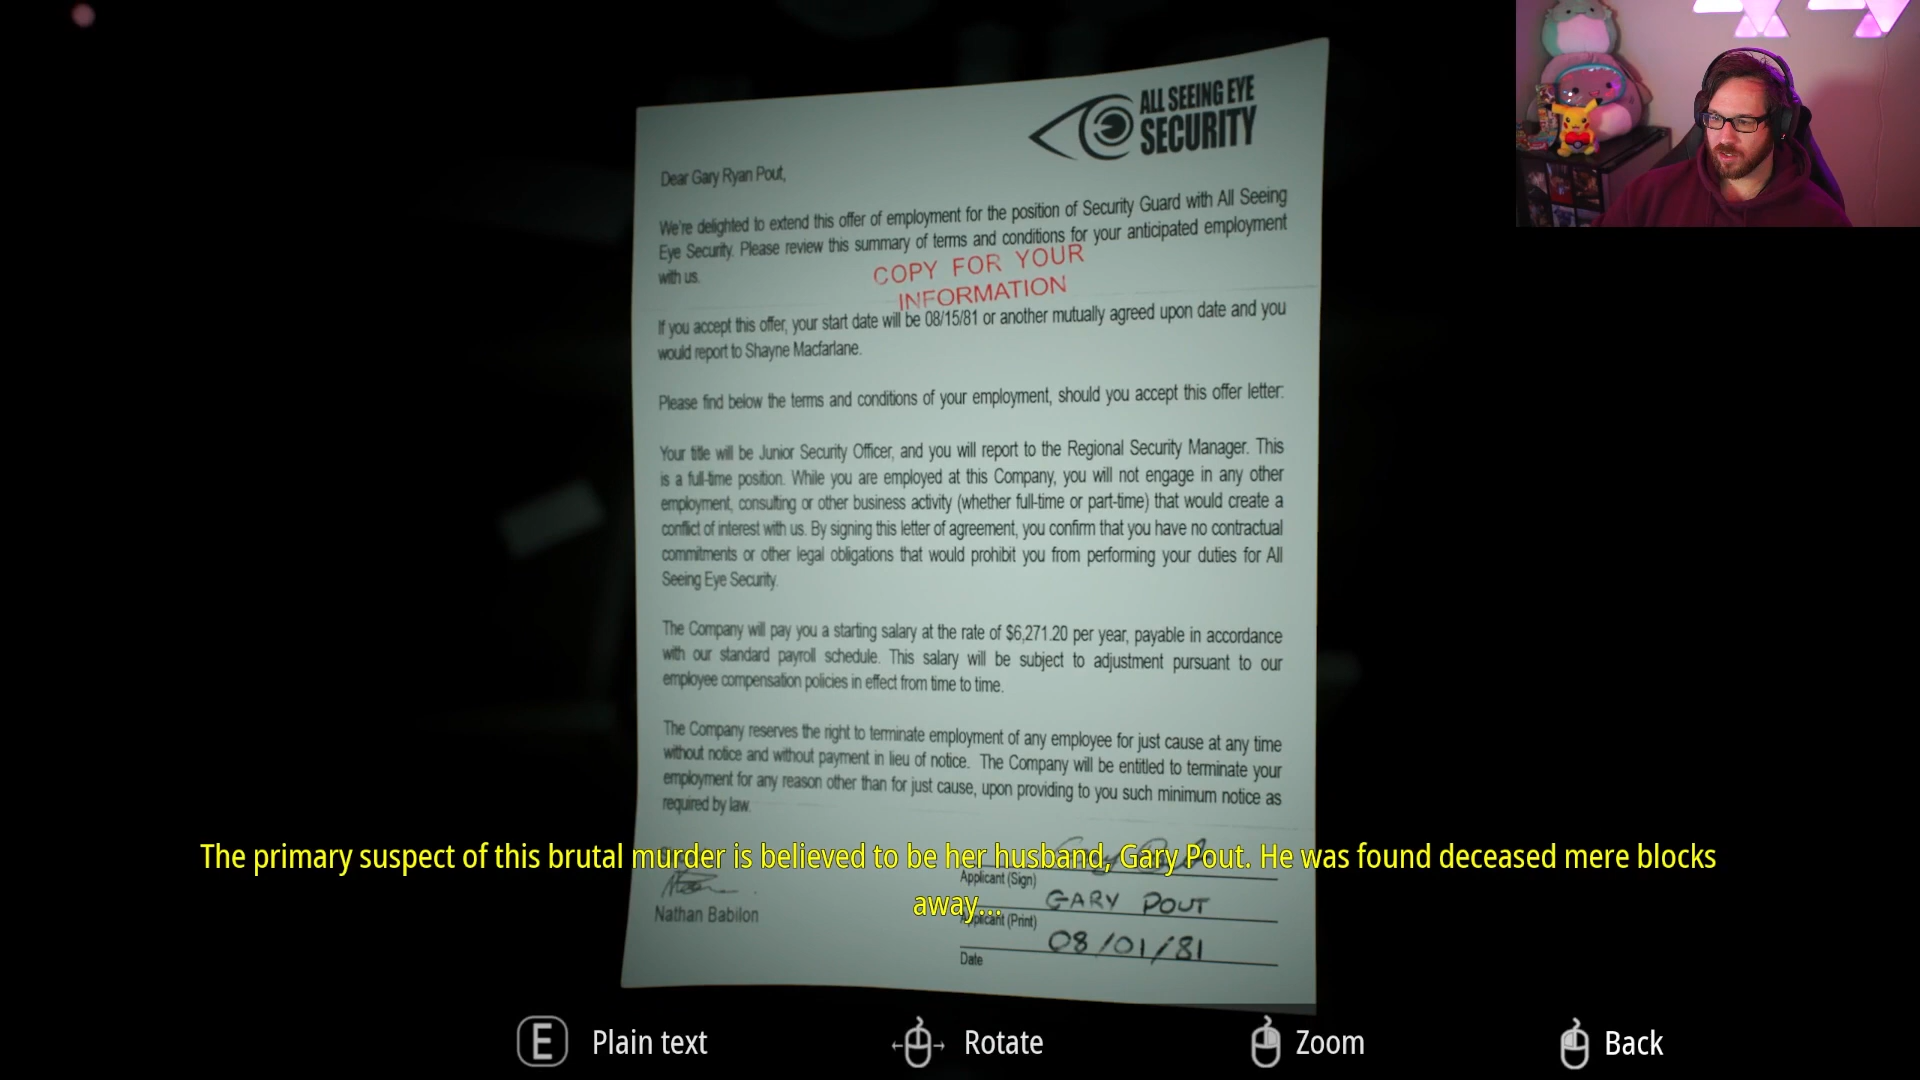 ALL SEEING EYE
SECURITY
Dear Gary Ryan Pout,
We're delighted to extend this offer of employment for the position of Security Guard with All Seeing
Eye Security. Please review this summary of terms and conditions for your anticipated employment
with us.
COPY FOR YOUR
INFORMATION
If you accept this offer, your start date will be 08/15/81 or another mutually agreed upon date and you
would report to Shayne Macfarlane.
Please find below the terms and conditions of your employment, should you accept this offer letter:
Your title will be Junior Security Officer, and you will report to the Regional Security Manager. This
is a full-time position. While you are employed at this Company, you will not engage in any other
employment, consulting or other business activity (whether full-time or part-time) that would create a
conflict of interest with us. By signing this letter of agreement, you confirm that you have no contractual
commitments or other legal obligations that would prohibit you from performing your duties for All
Seeing Eye Security.
The Company will pay you a starting salary at the rate of $6,271.20 per year, payable in accordance
with our standard payroll schedule. This salary will be subject to adjustment pursuant to our
employee compensation policies in effect from time to time.
The Company reserves the right to terminate employment of any employee for just cause at any time
without notice and without payment in lieu of notice. The Company will be entitled to terminate your
employment for any reason other than for just cause, upon providing to you such minimum notice as
required by law.
The primary suspect of this brutal murder is believed to be her husband, Gary Pout. He was found deceased mere blocks
away...
Applicant (Sign)
GARY POUT
Applicant (Print)
Nathan Babilon
08/01/81
Date
E Plain text
Rotate
Zoom
Back